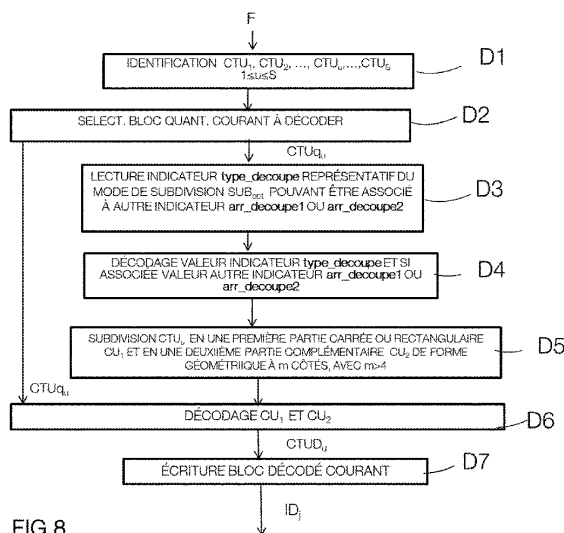 F
IDENTIFICATION CTU₁, CTU₂, ..., CTUᵤ,...,CTUₛ
1≤u≤S
D1
SELECT. BLOC QUANT. COURANT À DÉCODER
D2
CTUqᵤ
LECTURE INDICATEUR type_decoupe REPRÉSENTATIF DU
MODE DE SUBDIVISION SUBₒₚₜ POUVANT ÊTRE ASSOCIÉ
À AUTRE INDICATEUR arr_decoupe1 OU arr_decoupe2
D3
DÉCODAGE VALEUR INDICATEUR type_decoupe ET SI
ASSOCIÉE VALEUR AUTRE INDICATEUR arr_decoupe1 OU
arr_decoupe2
D4
SUBDIVISION CTUᵤ EN UNE PREMIÈRE PARTIE CARRÉE OU RECTANGULAIRE
CU₁ ET EN UNE DEUXIIÈME PARTIE COMPLÉMENTAIRE CU₂ DE FORME
GÉOMÉTRIIQUE À m CÔTÉS, AVEC m>4
D5
CTUqᵤ
DÉCODAGE CU₁ ET CU₂
D6
CTUDᵤ
ÉCRITURE BLOC DÉCODÉ COURANT
D7
IDⱼ
FIG.8